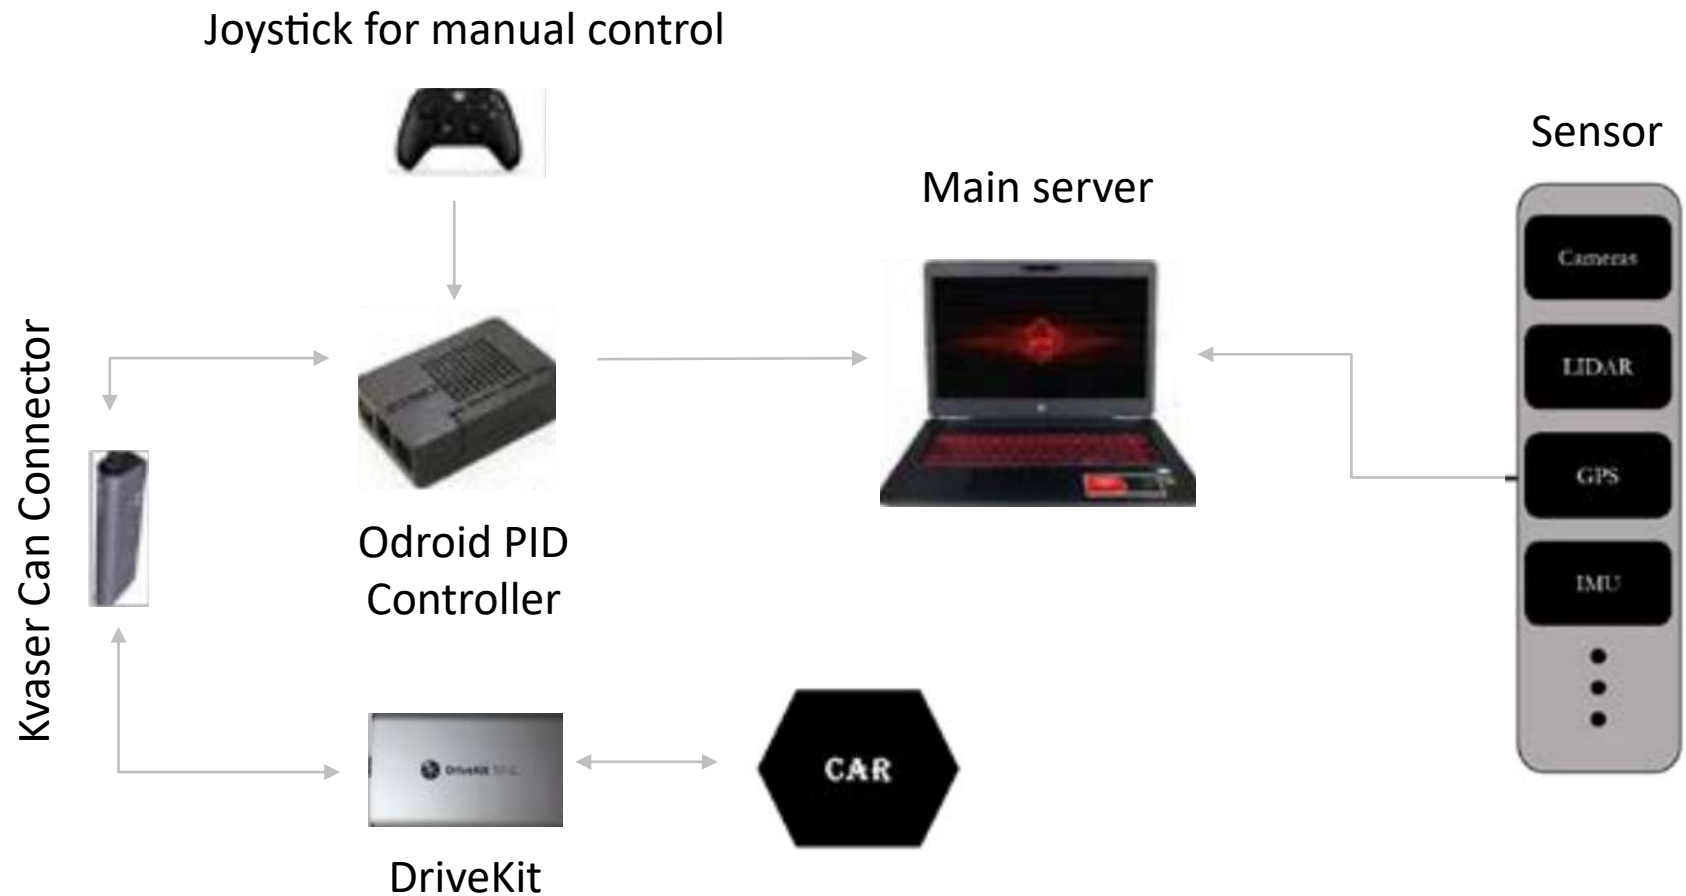 Joystick for manual control
Sensor
Main server
Cameras
LIDAR
GPS
IMU
Kvaser Can Connector
Odroid PID
Controller
DriveKit
CAR
DriveKit